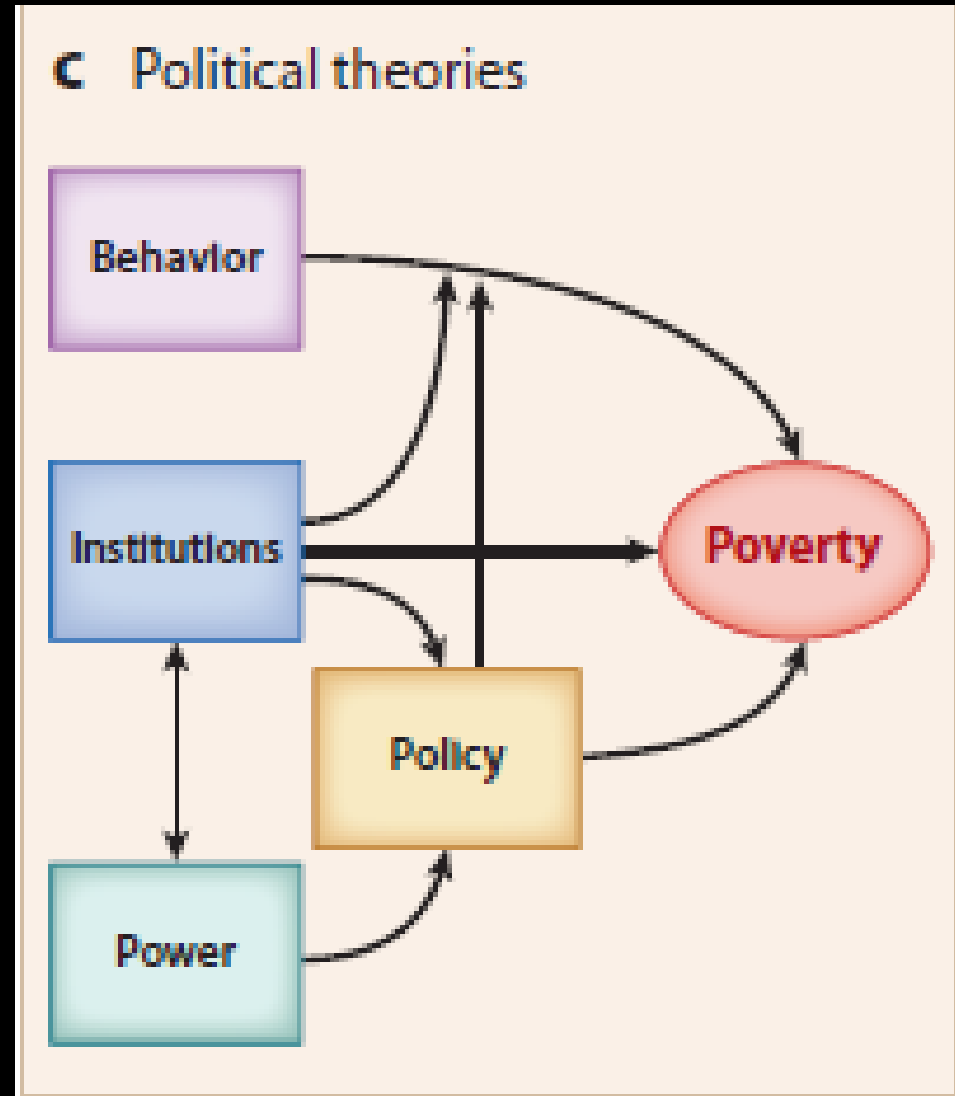 C Political theories
Behavior
Institutions
Poverty
Policy
Power